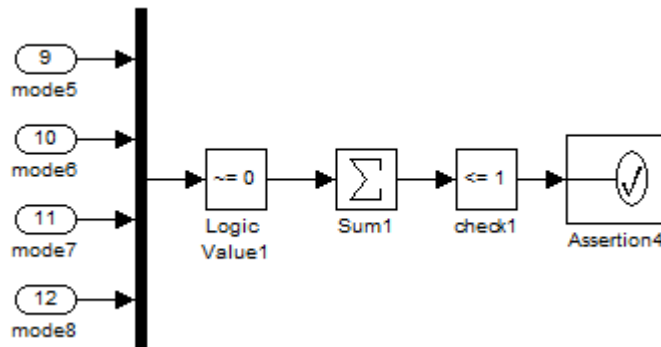 9
mode5
10
mode6
11
mode7
12
mode8
~= 0
Logic
Value1
Sum1
<= 1
check1
Assertion4